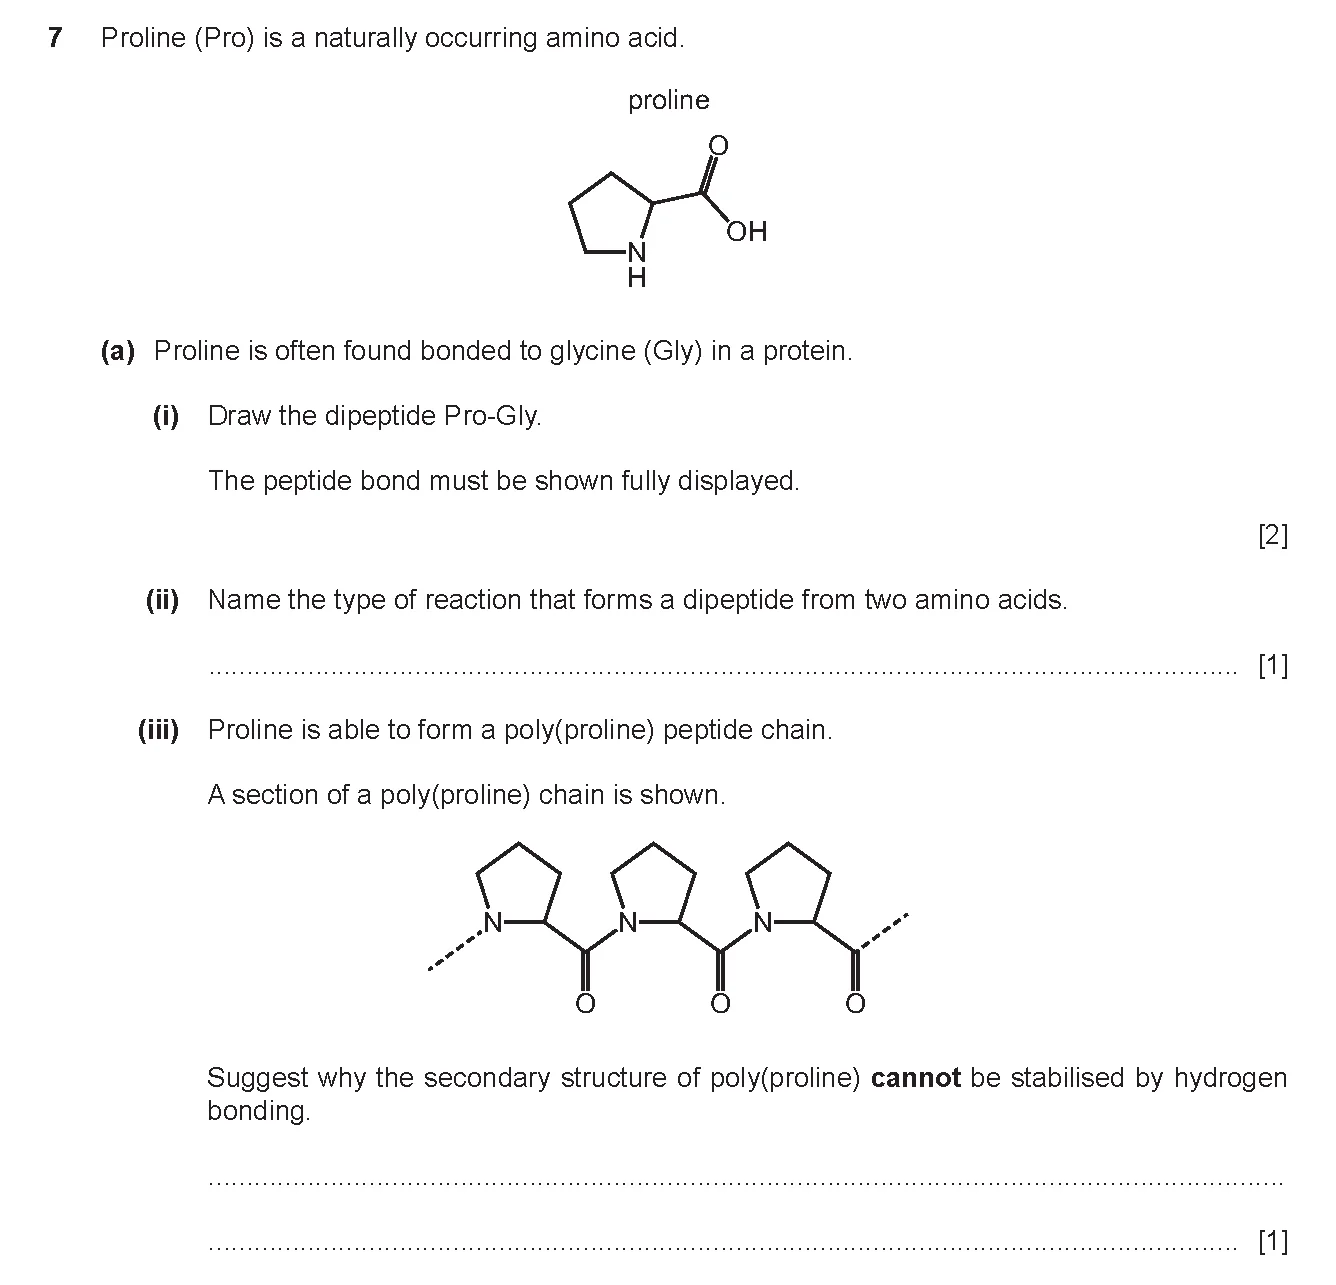 7 Proline (Pro) is a naturally occurring amino acid.
proline
O
OH
N
H
(a) Proline is often found bonded to glycine (Gly) in a protein.
(i) Draw the dipeptide Pro-Gly.
The peptide bond must be shown fully displayed.
[2]
(ii) Name the type of reaction that forms a dipeptide from two amino acids.
[1]
(iii) Proline is able to form a poly(proline) peptide chain.
A section of a poly(proline) chain is shown.
N N N
O O O
Suggest why the secondary structure of poly(proline) cannot be stabilised by hydrogen
bonding.
[1]